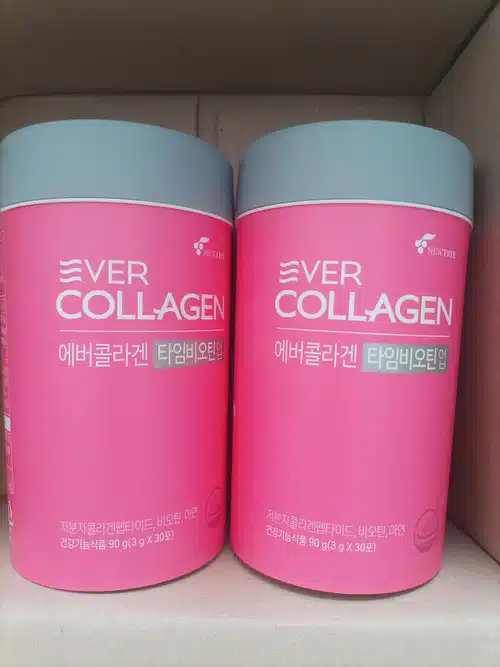 NEWTREE
EVER
COLLAGEN
에버콜라겐 타임비오틴업
저분자콜라겐펩타이드, 비오틴, 아연
건강기능식품 90 g(3 g X 30포)
NEWTREE
EVER
COLLAGEN
에버콜라겐 타임비오틴업
저분자콜라겐펩타이드, 비오틴, 아연
건강기능식품 90 g(3 g X 30포)